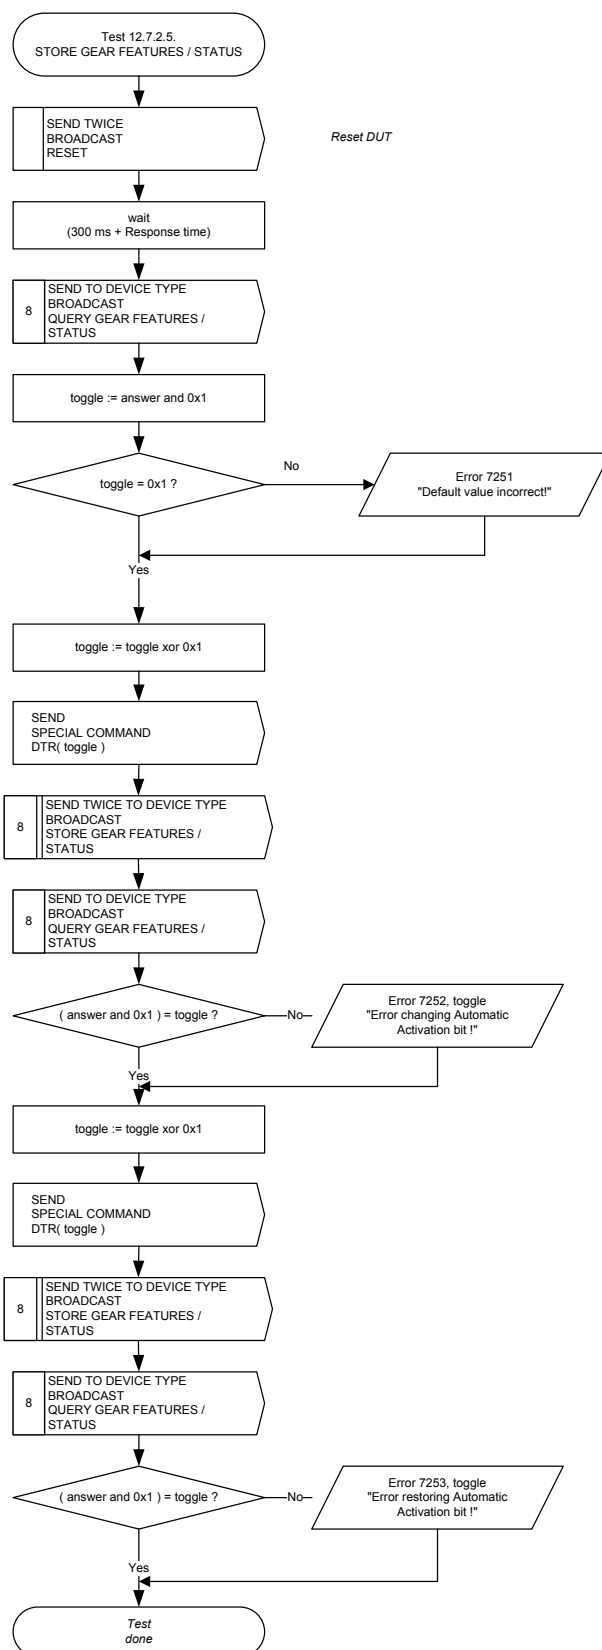 Test 12.7.2.5.
STORE GEAR FEATURES / STATUS
SEND TWICE
BROADCAST
RESET
Reset DUT
wait
(300 ms + Response time)
8
SEND TO DEVICE TYPE
BROADCAST
QUERY GEAR FEATURES /
STATUS
toggle := answer and 0x1
toggle = 0x1 ?
No
Error 7251
"Default value incorrect!"
Yes
toggle := toggle xor 0x1
SEND
SPECIAL COMMAND
DTR( toggle )
8
SEND TWICE TO DEVICE TYPE
BROADCAST
STORE GEAR FEATURES /
STATUS
8
SEND TO DEVICE TYPE
BROADCAST
QUERY GEAR FEATURES /
STATUS
( answer and 0x1 ) = toggle ?
No
Error 7252, toggle
"Error changing Automatic
Activation bit !"
Yes
toggle := toggle xor 0x1
SEND
SPECIAL COMMAND
DTR( toggle )
8
SEND TWICE TO DEVICE TYPE
BROADCAST
STORE GEAR FEATURES /
STATUS
8
SEND TO DEVICE TYPE
BROADCAST
QUERY GEAR FEATURES /
STATUS
( answer and 0x1 ) = toggle ?
No
Error 7253, toggle
"Error restoring Automatic
Activation bit !"
Yes
Test
done